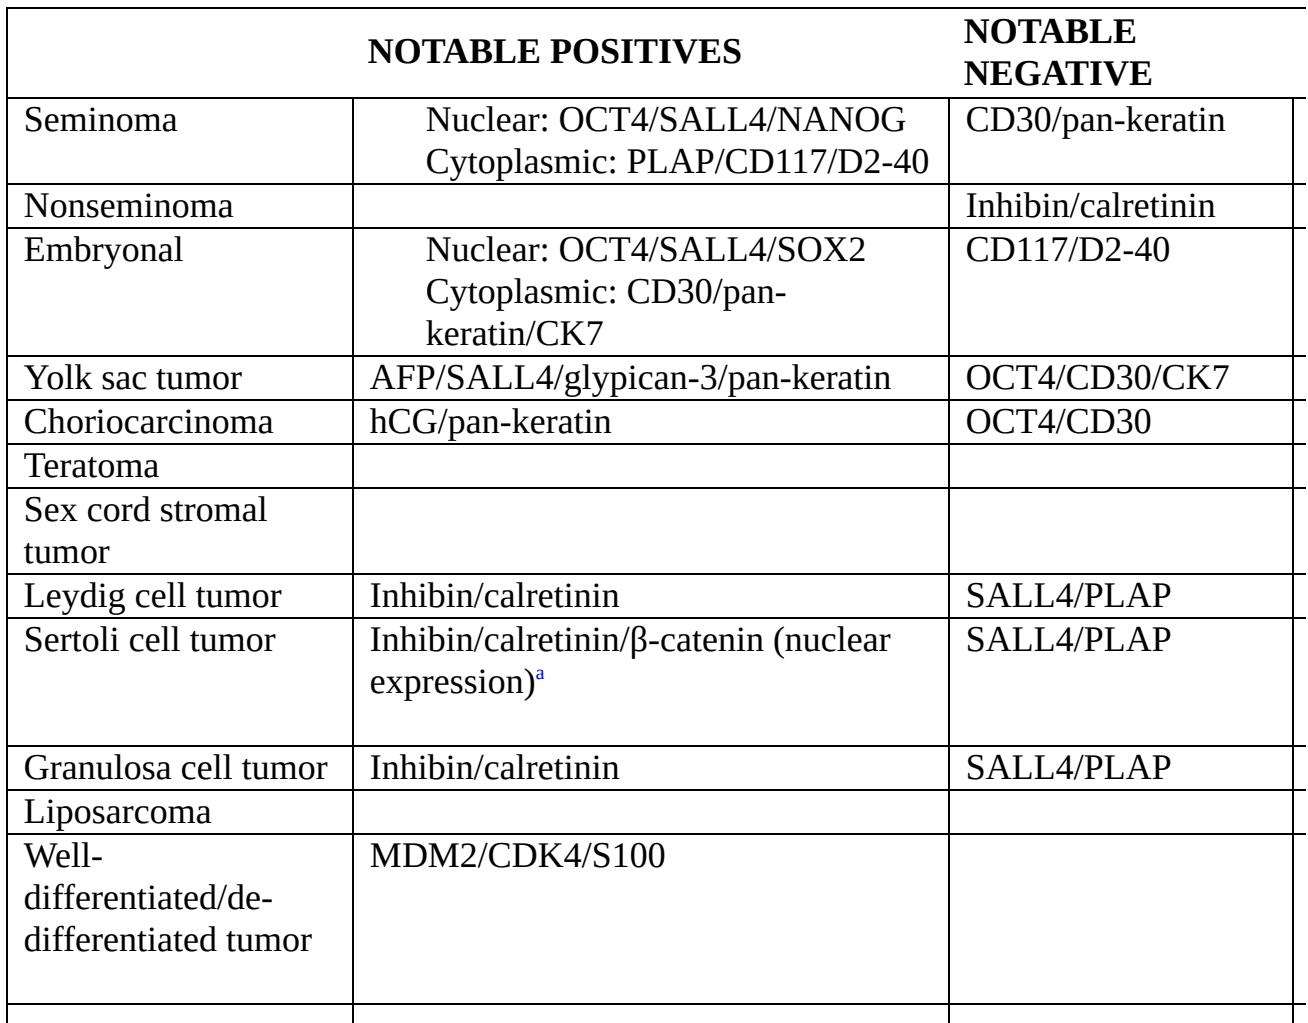 NOTABLE POSITIVES
NOTABLE
NEGATIVE
Seminoma
Nuclear: OCT4/SALL4/NANOG
Cytoplasmic: PLAP/CD117/D2-40
CD30/pan-keratin
Nonseminoma
Inhibin/calretinin
Embryonal
Nuclear: OCT4/SALL4/SOX2
Cytoplasmic: CD30/pan-
keratin/CK7
CD117/D2-40
Yolk sac tumor
AFP/SALL4/glypican-3/pan-keratin
OCT4/CD30/CK7
Choriocarcinoma
hCG/pan-keratin
OCT4/CD30
Teratoma
Sex cord stromal
tumor
Leydig cell tumor
Inhibin/calretinin
SALL4/PLAP
Sertoli cell tumor
Inhibin/calretinin/β-catenin (nuclear
expression)a
SALL4/PLAP
Granulosa cell tumor
Inhibin/calretinin
SALL4/PLAP
Liposarcoma
Well-
differentiated/de-
differentiated tumor
MDM2/CDK4/S100